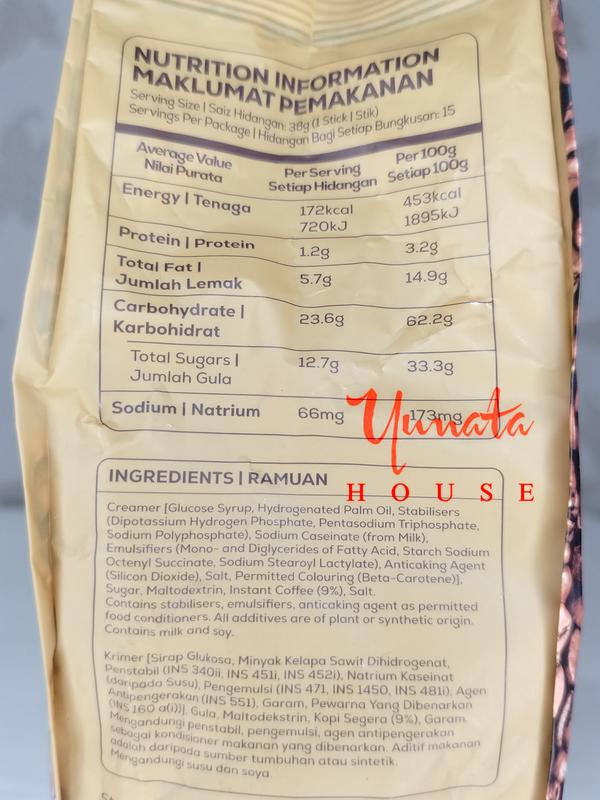 NUTRITION INFORMATION
MAKLUMAT PEMAKANAN
Serving Size | Saiz Hidangan: 38g (1 Stick | Stik)
Servings Per Package | Hidangan Bagi Setiap Bungkusan: 15
Average Value Per Serving Per 100g
Nilai Purata Setiap Hidangan Setiap 100g
Energy | Tenaga 172kcal 453kcal
720kJ 1895kJ
Protein | Protein 1.2g 3.2g
Total Fat |
Jumlah Lemak 5.7g 14.9g
Carbohydrate |
Karbohidrat 23.6g 62.2g
Total Sugars | 12.7g 33.3g
Jumlah Gula
Sodium | Natrium 66mg 173mg
Yunata
HOUSE
INGREDIENTS | RAMUAN
Creamer [Glucose Syrup, Hydrogenated Palm Oil, Stabilisers
(Dipotassium Hydrogen Phosphate, Pentasodium Triphosphate,
Sodium Polyphosphate), Sodium Caseinate (from Milk),
Emulsifiers (Mono- and Diglycerides of Fatty Acid, Starch Sodium
Octenyl Succinate, Sodium Stearoyl Lactylate), Anticaking Agent
(Silicon Dioxide), Salt, Permitted Colouring (Beta-Carotene)],
Sugar, Maltodextrin, Instant Coffee (9%), Salt.
Contains stabilisers, emulsifiers, anticaking agent as permitted
food conditioners. All additives are of plant or synthetic origin.
Contains milk and soy.
Krimer [Sirap Glukosa, Minyak Kelapa Sawit Dihidrogenat,
Penstabil (INS 340ii, INS 451i, INS 452i), Natrium Kaseinat
(daripada Susu), Pengemulsi (INS 471, INS 1450, INS 481i), Agen
Antipengerakan (INS 551), Garam, Pewarna Yang Dibenarkan
(INS 160 a(i))], Gula, Maltodekstrin, Kopi Segera (9%), Garam.
Mengandungi penstabil, pengemulsi, agen antipengerakan
sebagai kondisioner makanan yang dibenarkan. Aditif makanan
adalah daripada sumber tumbuhan atau sintetik.
Mengandungi susu dan soya.